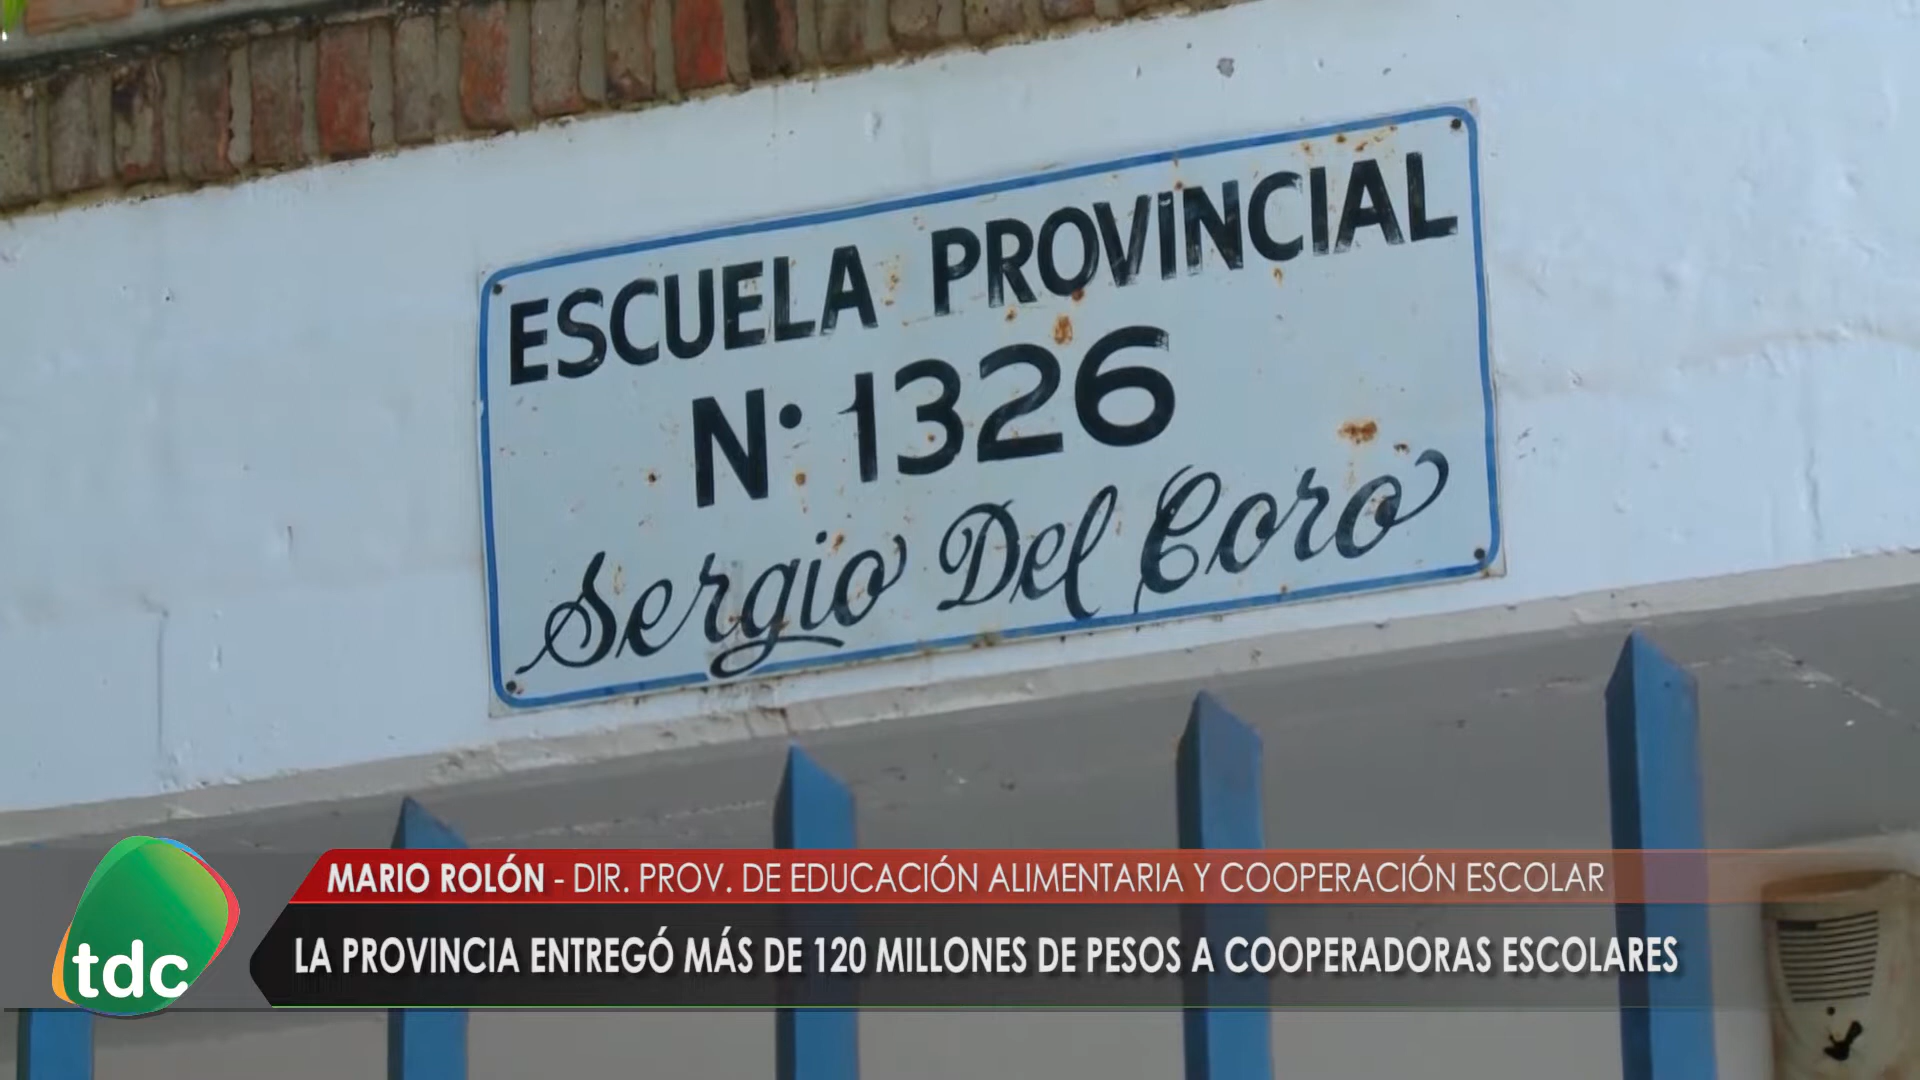 ESCUELA PROVINCIAL
N· 1326
Sergio Del Coro
MARIO ROLÓN - DIR. PROV. DE EDUCACIÓN ALIMENTARIA Y COOPERACIÓN ESCOLAR
LA PROVINCIA ENTREGÓ MÁS DE 120 MILLONES DE PESOS A COOPERADORAS ESCOLARES
tdc